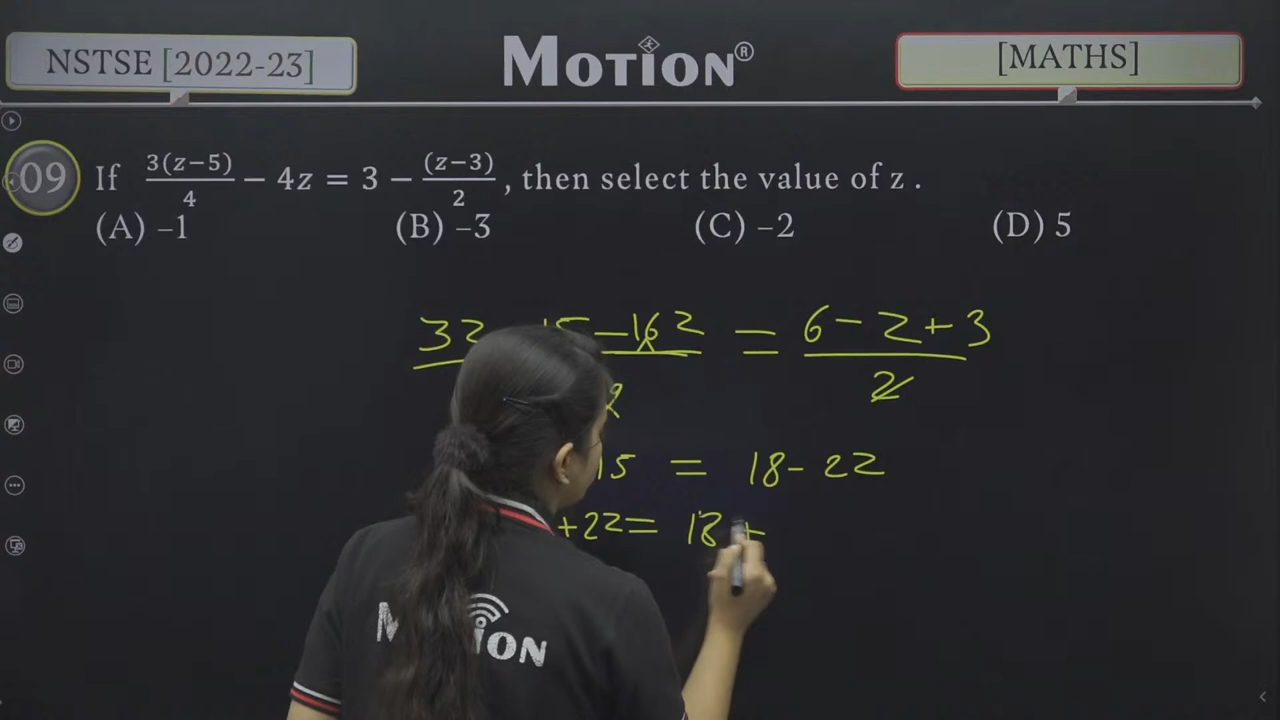 NSTSE [2022-23]
MOTION®
[MATHS]
09 If 3(z−5)/4 − 4z = 3 − (z−3)/2 , then select the value of z .
(A) –1 (B) –3 (C) –2 (D) 5
3z 15 − 16z = 6 − z + 3
2
15 = 18 − 2z
+2z = 18 +
MOTION